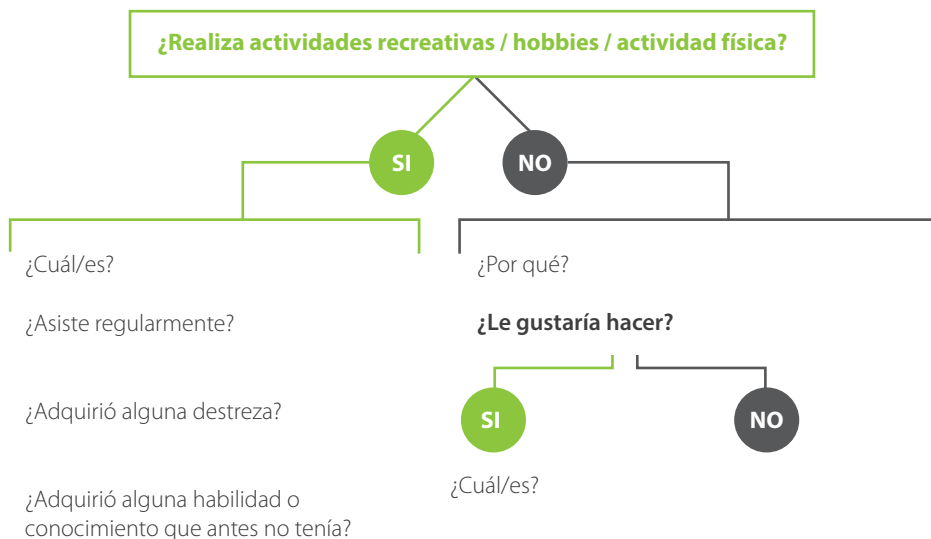 ¿Realiza actividades recreativas / hobbies / actividad física?
SI
NO
¿Cuál/es?
¿Asiste regularmente?
¿Adquirió alguna destreza?
¿Adquirió alguna habilidad o
conocimiento que antes no tenía?
¿Por qué?
¿Le gustaría hacer?
SI
NO
¿Cuál/es?